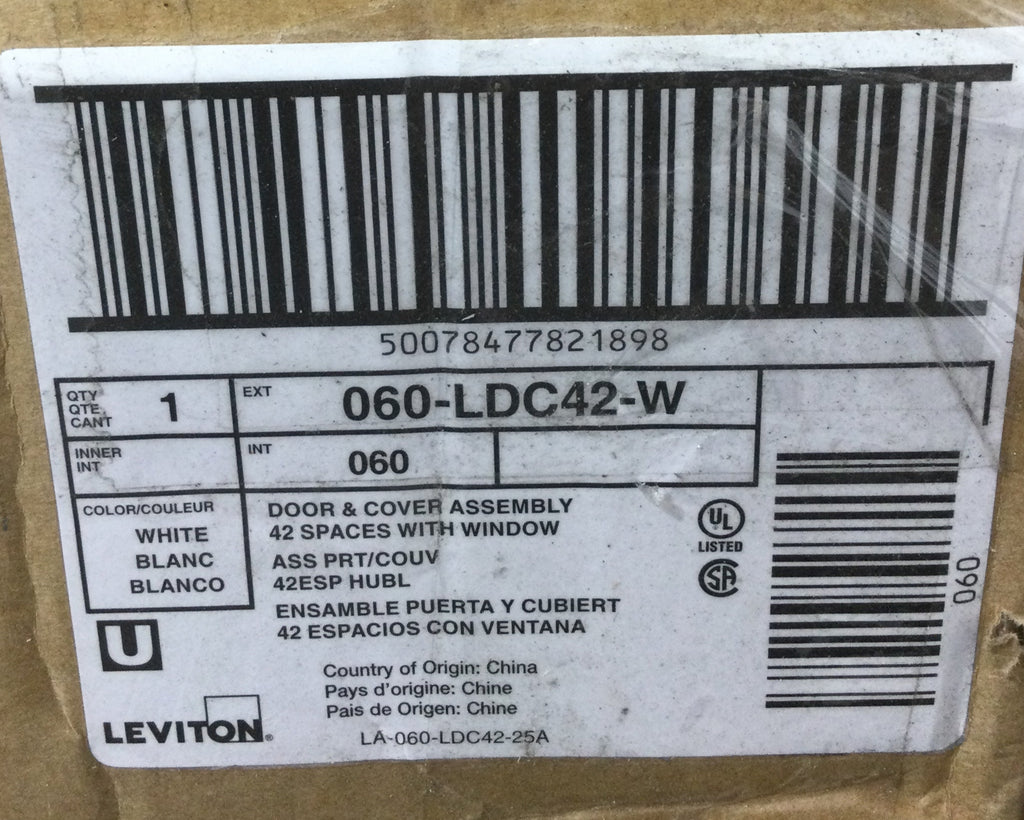 50078477821898
QTY
QTE.
CANT
1
EXT
060-LDC42-W
INNER
INT
INT
060
COLOR/COULEUR
WHITE
BLANC
BLANCO
DOOR & COVER ASSEMBLY
42 SPACES WITH WINDOW
ASS PRT/COUV
42ESP HUBL
ENSAMBLE PUERTA Y CUBIERT
42 ESPACIOS CON VENTANA
UL
LISTED
SA
060
U
Country of Origin: China
Pays d'origine: Chine
Pais de Origen: Chine
LEVITON®
LA-060-LDC42-25A